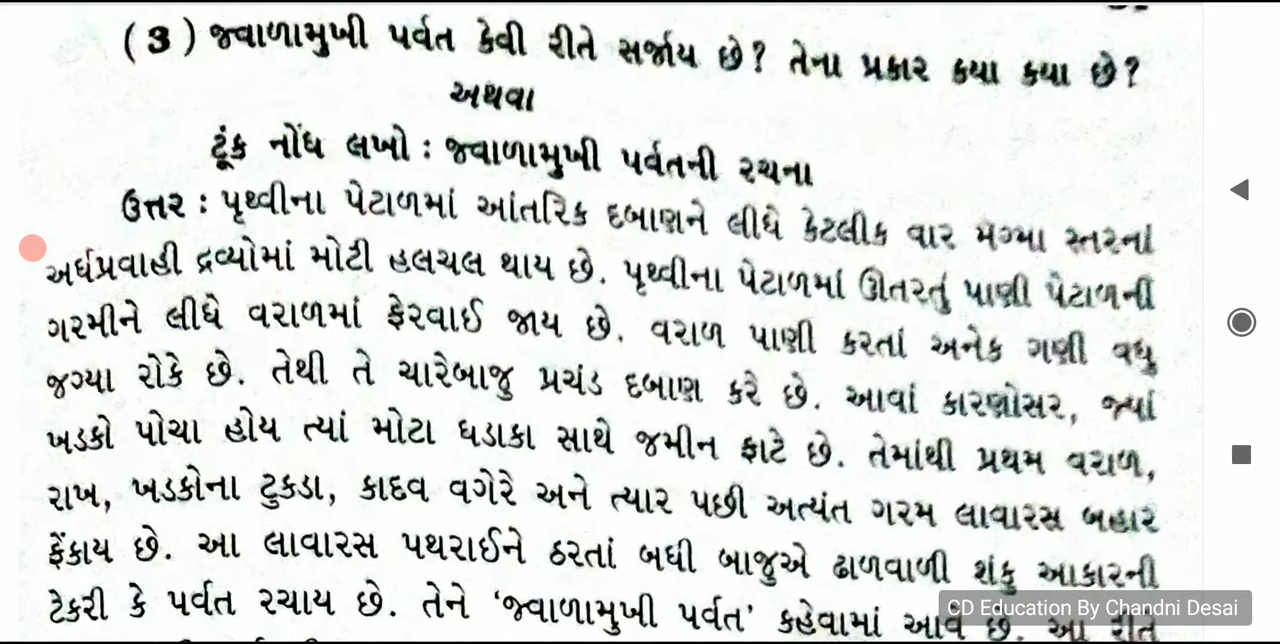 (૩) જ્વાળામુખી પર્વત કેવી રીતે સર્જાય છે? તેના પ્રકાર કયા કયા છે?
અથવા
ટૂંક નોંધ લખો : જ્વાળામુખી પર્વતની રચના
ઉત્તર : પૃથ્વીના પેટાળમાં આંતરિક દબાણને લીધે કેટલીક વાર મૅગ્મા સ્તરનાં
અર્ધપ્રવાહી દ્રવ્યોમાં મોટી હલચલ થાય છે. પૃથ્વીના પેટાળમાં ઊતરતું પાણી પેટાળની
ગરમીને લીધે વરાળમાં ફેરવાઈ જાય છે. વરાળ પાણી કરતાં અનેક ગણી વધુ
જગ્યા રોકે છે. તેથી તે ચારેબાજુ પ્રચંડ દબાણ કરે છે. આવાં કારણોસર, જ્યાં
ખડકો પોચા હોય ત્યાં મોટા ધડાકા સાથે જમીન ફાટે છે. તેમાંથી પ્રથમ વરાળ,
રાખ, ખડકોના ટુકડા, કાદવ વગેરે અને ત્યાર પછી અત્યંત ગરમ લાવારસ બહાર
ફેંકાય છે. આ લાવારસ પથરાઈને ઠરતાં બધી બાજુએ ઢાળવાળી શંકુ આકારની
ટેકરી કે પર્વત રચાય છે. તેને ‘જ્વાળામુખી પર્વત’ કહેવામાં આવે છે. આ રીતે
CD Education By Chandni Desai